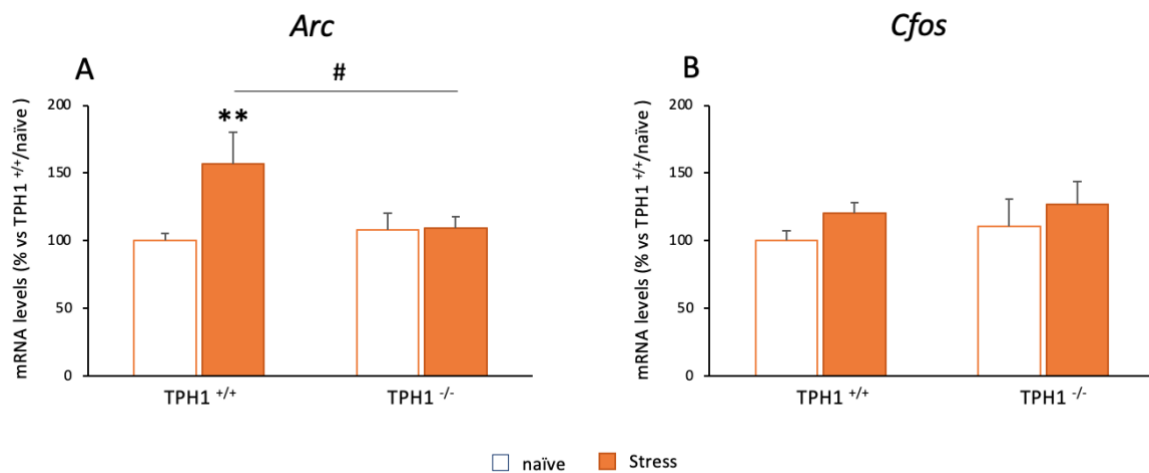 Arc
Cfos
A
B
#
**
mRNA levels (% vs TPH1 +/+/naïve )
200
150
100
50
0
TPH1 +/+
TPH1 -/-
mRNA levels (% vs TPH1 +/+/naïve )
200
150
100
50
0
TPH1 +/+
TPH1 -/-
naïve
Stress